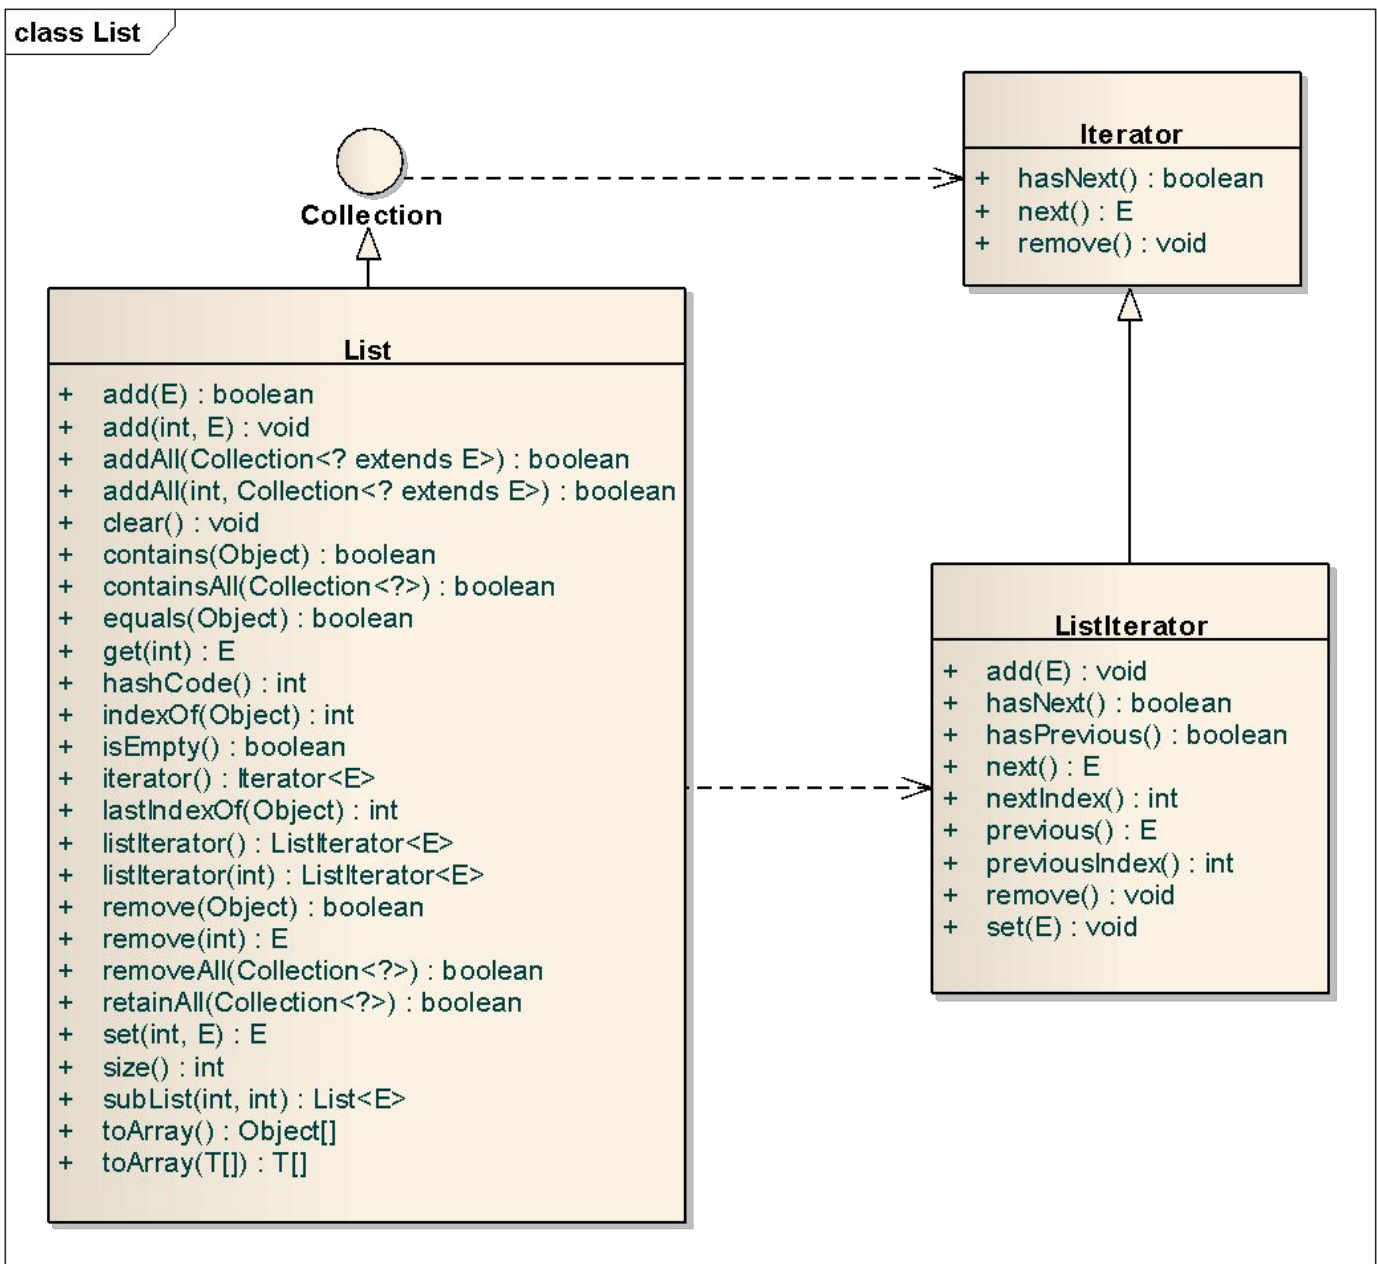 class List
Collection
Iterator
+ hasNext() : boolean
+ next() : E
+ remove() : void
List
+ add(E) : boolean
+ add(int, E) : void
+ addAll(Collection<? extends E>) : boolean
+ addAll(int, Collection<? extends E>) : boolean
+ clear() : void
+ contains(Object) : boolean
+ containsAll(Collection<?>) : boolean
+ equals(Object) : boolean
+ get(int) : E
+ hashCode() : int
+ indexOf(Object) : int
+ isEmpty() : boolean
+ iterator() : Iterator<E>
+ lastIndexOf(Object) : int
+ listIterator() : ListIterator<E>
+ listIterator(int) : ListIterator<E>
+ remove(Object) : boolean
+ remove(int) : E
+ removeAll(Collection<?>) : boolean
+ retainAll(Collection<?>) : boolean
+ set(int, E) : E
+ size() : int
+ subList(int, int) : List<E>
+ toArray() : Object[]
+ toArray(T[]) : T[]
ListIterator
+ add(E) : void
+ hasNext() : boolean
+ hasPrevious() : boolean
+ next() : E
+ nextIndex() : int
+ previous() : E
+ previousIndex() : int
+ remove() : void
+ set(E) : void